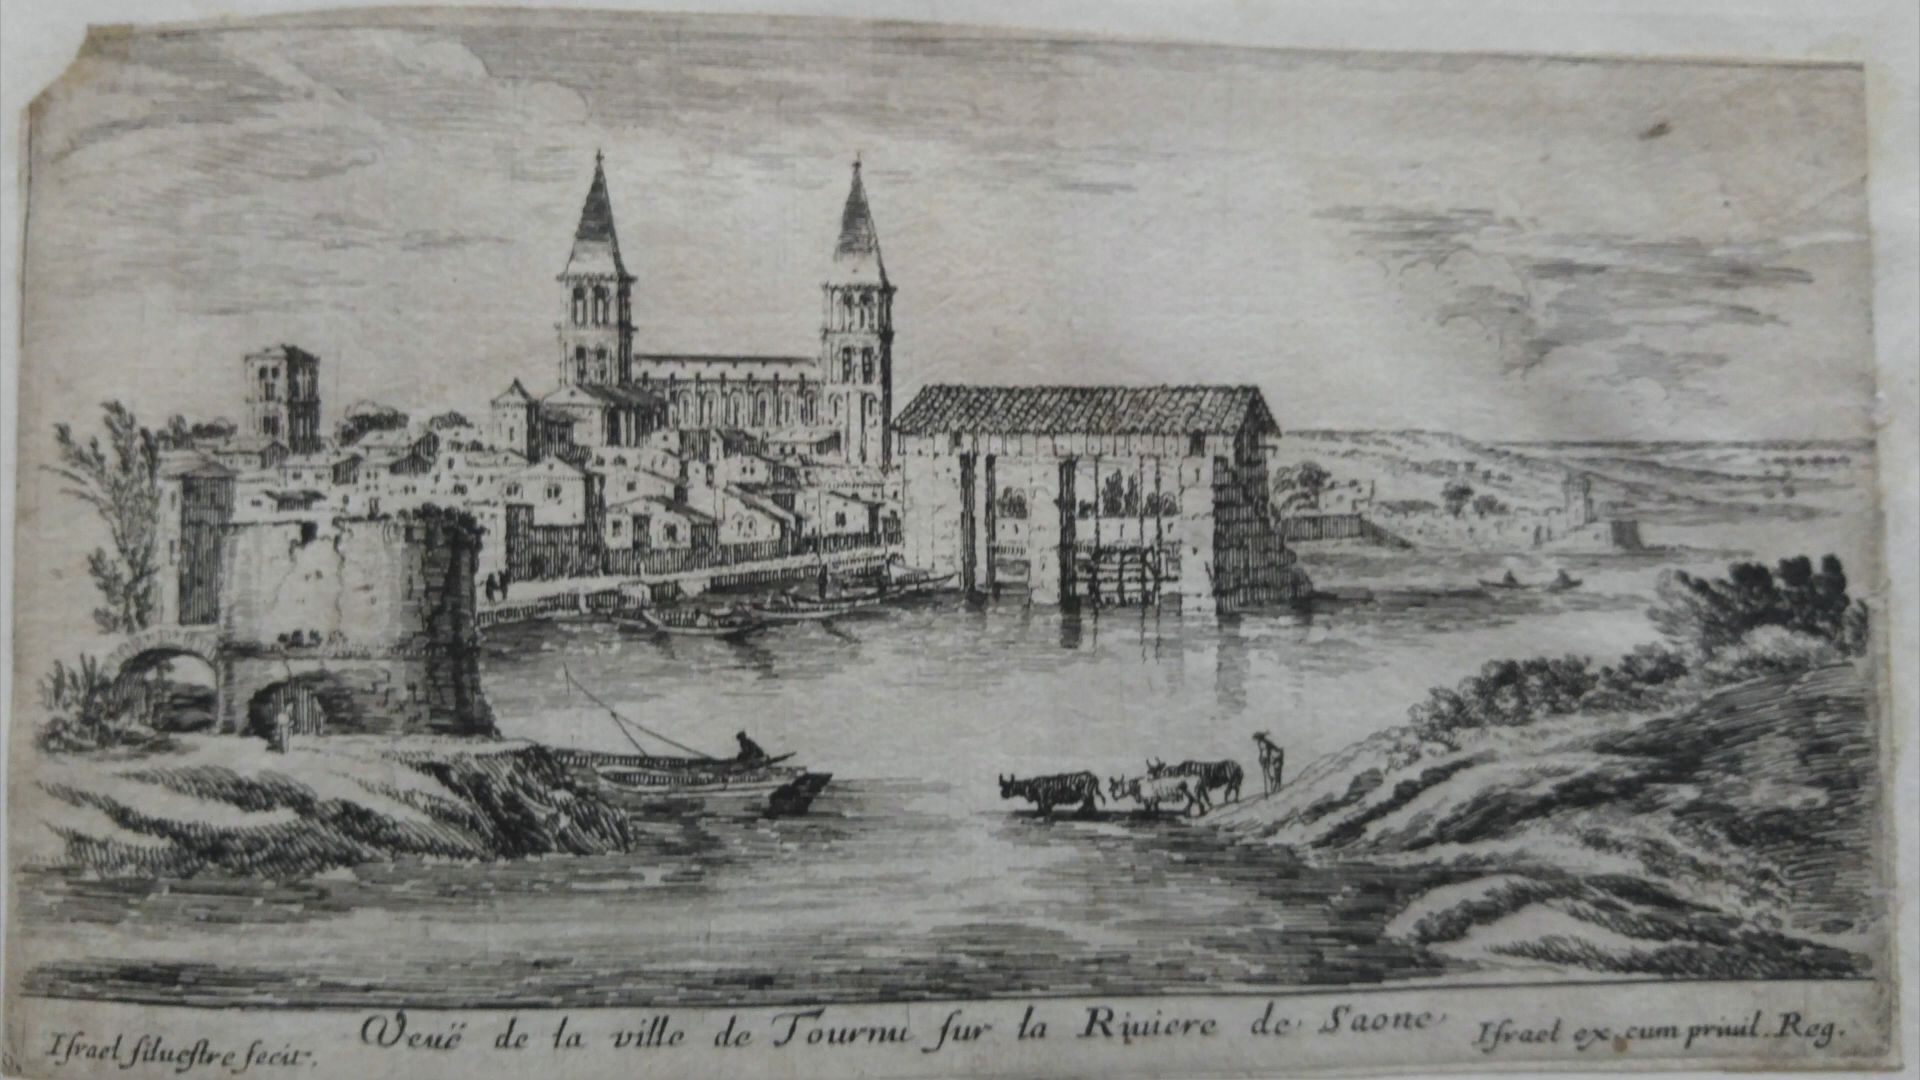 Iſrael ſilueſtre fecit.
Veuë de la ville de Tournu ſur la Riuiere de Saone
Iſrael ex. cum priuil. Reg.